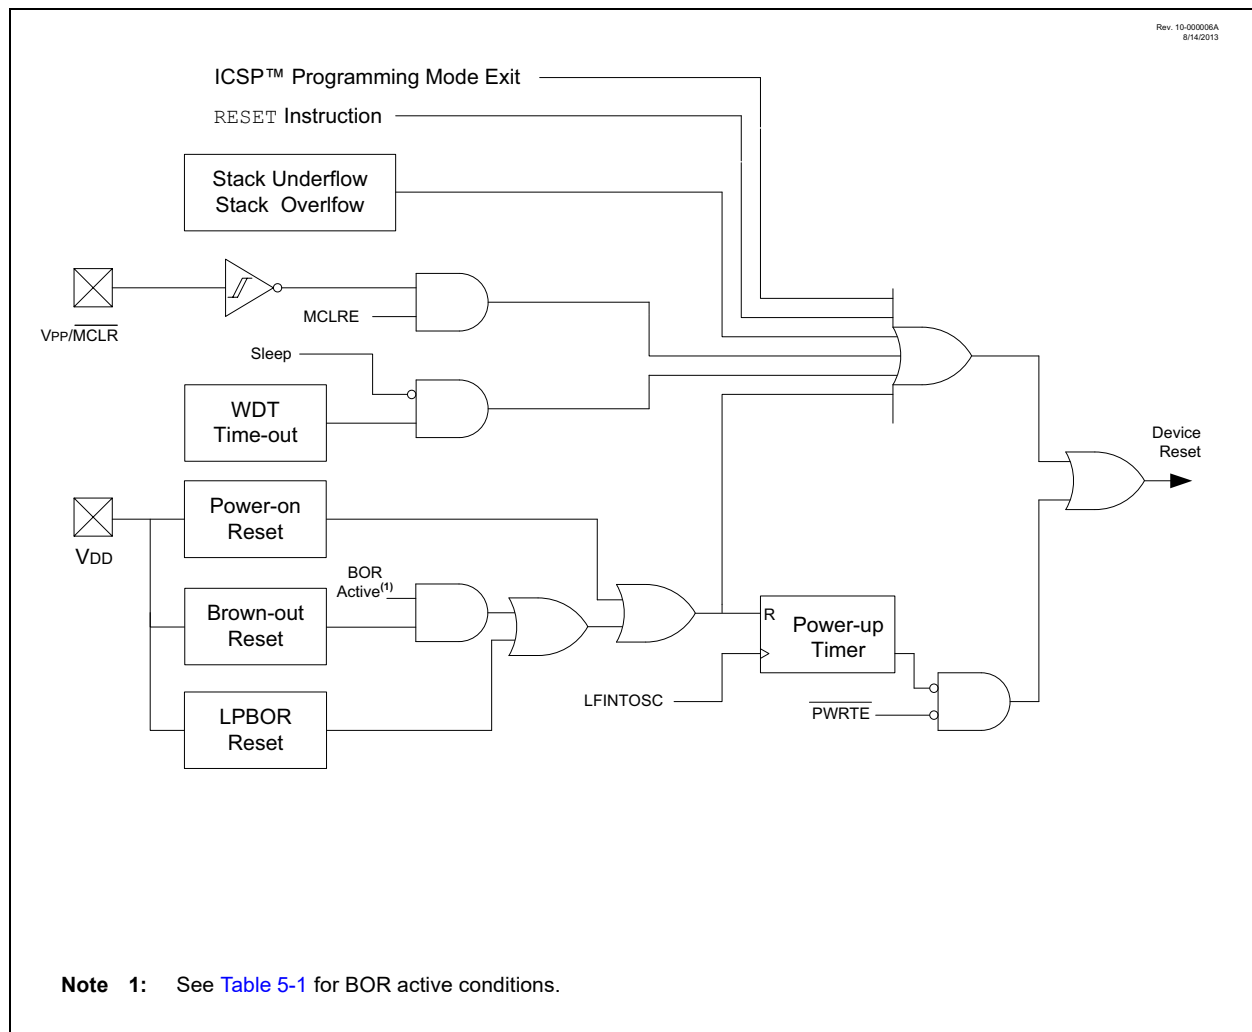 Rev. 10-000006A
8/14/2013
ICSP™ Programming Mode Exit
RESET Instruction
Stack Underflow
Stack Overlfow
VPP/MCLR
MCLRE
Sleep
WDT
Time-out
Device
Reset
VDD
Power-on
Reset
BOR
Active(1)
Brown-out
Reset
R
Power-up
Timer
LPBOR
Reset
LFINTOSC
PWRTE
Note 1: See Table 5-1 for BOR active conditions.